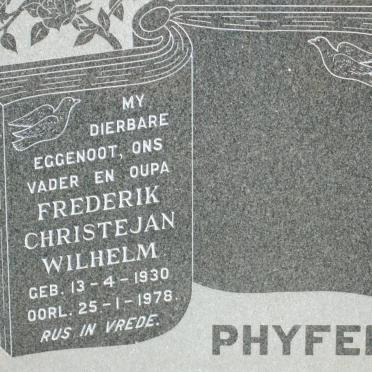 MY
DIERBARE
EGGENOOT, ONS
VADER EN OUPA
FREDERIK
CHRISTEJAN
WILHELM
GEB. 13-4-1930
OORL. 25-1-1978.
RUS IN VREDE.
PHYFE